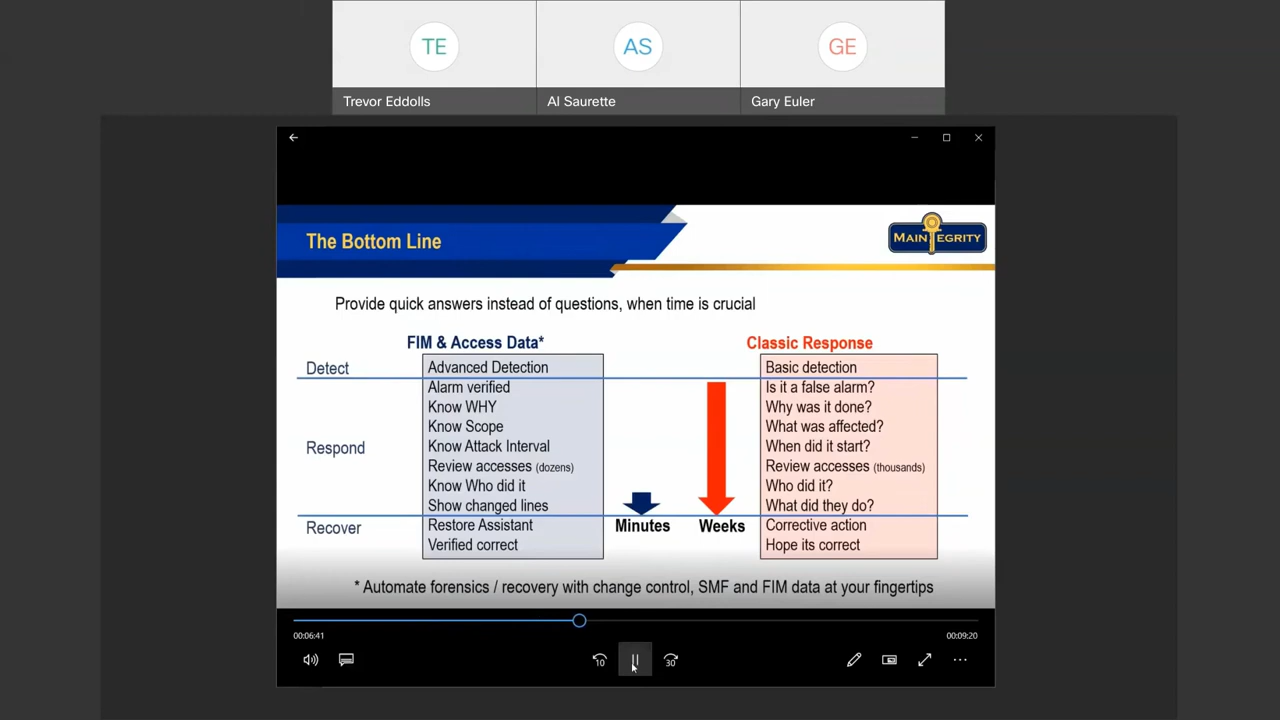 TE
AS
GE
Trevor Eddolls
Al Saurette
Gary Euler
The Bottom Line
MAINTEGRITY
Provide quick answers instead of questions, when time is crucial
FIM & Access Data*
Classic Response
Detect
Advanced Detection
Basic detection
Alarm verified
Is it a false alarm?
Know WHY
Why was it done?
Know Scope
What was affected?
Respond
Know Attack Interval
When did it start?
Review accesses (dozens)
Review accesses (thousands)
Know Who did it
Who did it?
Show changed lines
What did they do?
Recover
Restore Assistant
Minutes
Weeks
Corrective action
Verified correct
Hope its correct
* Automate forensics / recovery with change control, SMF and FIM data at your fingertips
00:06:41
00:09:20
10
30